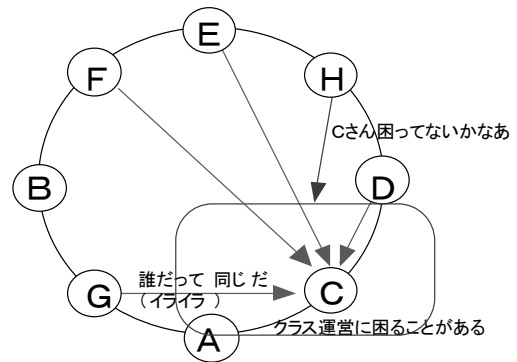 E
F
H
Cさん困ってないかなあ
B
D
誰だって 同じ だ
（イライラ ）
G
C
A
クラス運営に困ることがある